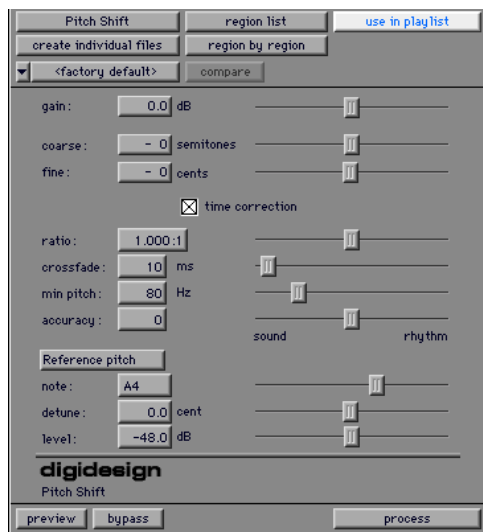 Pitch Shift region list use in playlist
create individual files region by region
<factory default> compare
gain: 0.0 dB
coarse: - 0 semitones
fine: - 0 cents
time correction
ratio: 1.000:1
crossfade: 10 ms
min pitch: 80 Hz
accuracy: 0
sound rhythm
Reference pitch
note: A4
detune: 0.0 cent
level: -48.0 dB
digidesign
Pitch Shift
preview bypass process